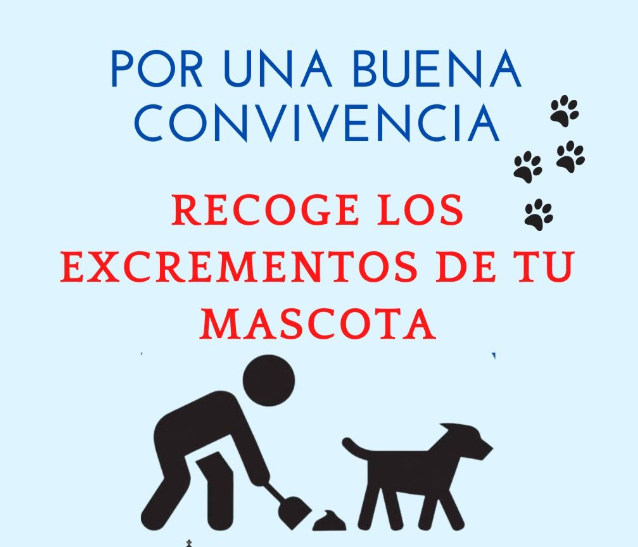 POR UNA BUENA
CONVIVENCIA
RECOGE LOS
EXCREMENTOS DE TU
MASCOTA